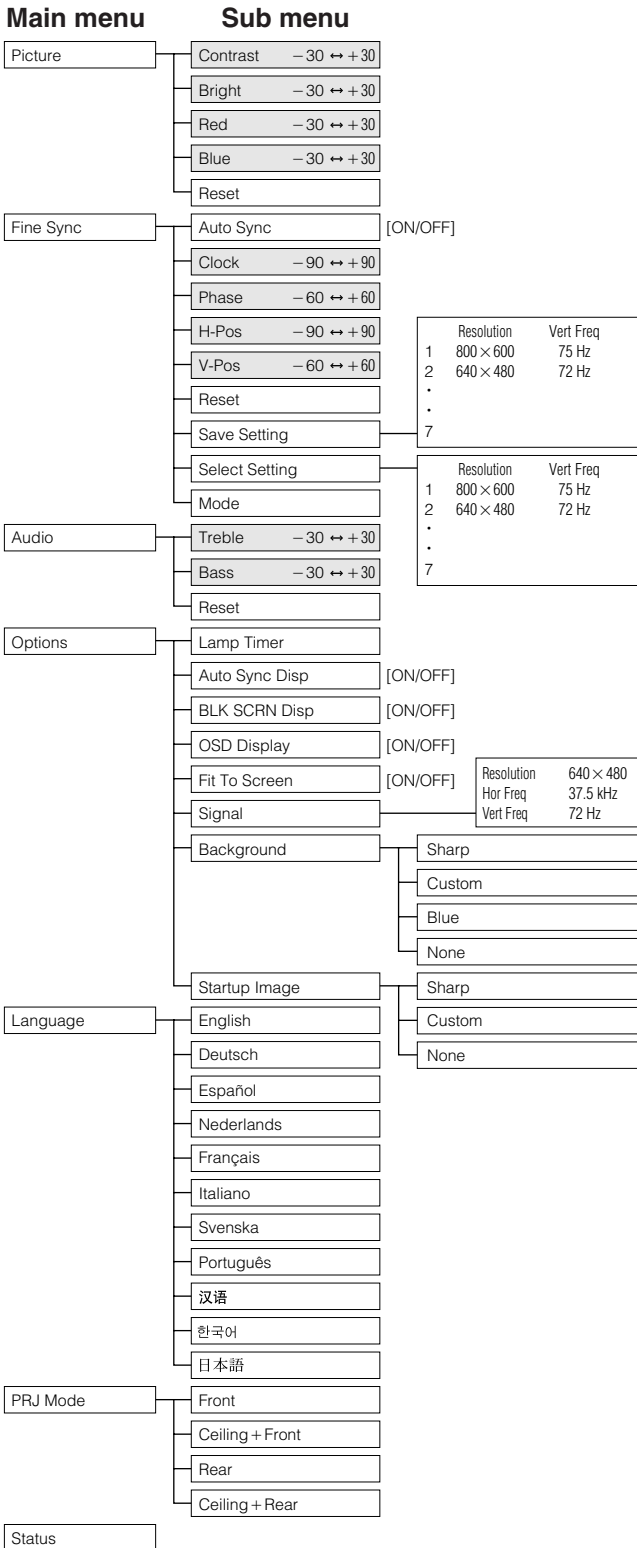 Main menu Sub menu
Picture Contrast −30 ↔ +30
Bright −30 ↔ +30
Red −30 ↔ +30
Blue −30 ↔ +30
Reset
Fine Sync Auto Sync [ON/OFF]
Clock −90 ↔ +90
Phase −60 ↔ +60
H-Pos −90 ↔ +90
V-Pos −60 ↔ +60
Reset
Save Setting
Resolution Vert Freq
1 800 × 600 75 Hz
2 640 × 480 72 Hz
•
•
7
Select Setting
Resolution Vert Freq
1 800 × 600 75 Hz
2 640 × 480 72 Hz
•
•
7
Mode
Audio Treble −30 ↔ +30
Bass −30 ↔ +30
Reset
Options Lamp Timer
Auto Sync Disp [ON/OFF]
BLK SCRN Disp [ON/OFF]
OSD Display [ON/OFF]
Fit To Screen [ON/OFF]
Signal
Resolution 640 × 480
Hor Freq 37.5 kHz
Vert Freq 72 Hz
Background Sharp
Custom
Blue
None
Startup Image Sharp
Custom
None
Language English
Deutsch
Español
Nederlands
Français
Italiano
Svenska
Português
汉语
한국어
日本語
PRJ Mode Front
Ceiling+Front
Rear
Ceiling+Rear
Status